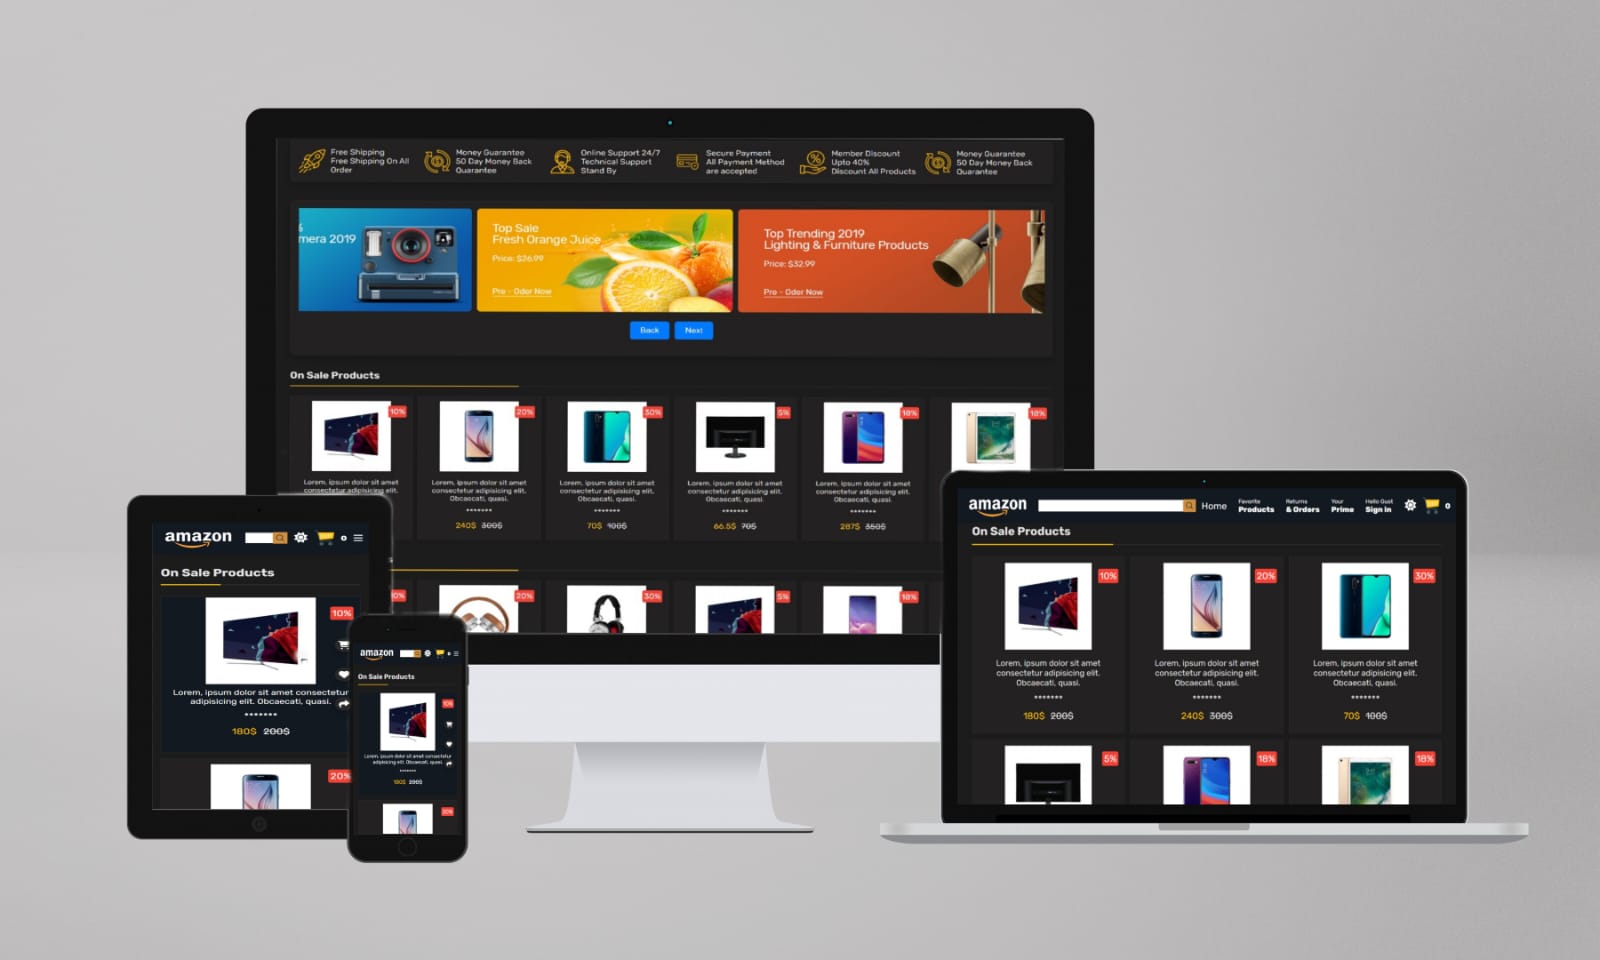 Free Shipping
Free Shipping On All
Order
Money Guarantee
50 Day Money Back
Guarantee
Online Support 24/7
Technical Support
Stand By
Secure Payment
All Payment Method
are accepted
Member Discount
Upto 40%
Discount All Products
Money Guarantee
50 Day Money Back
Guarantee
%
mera 2019
Top Sale
Fresh Orange Juice
Price: $26.99
Pre - Oder Now
Top Trending 2019
Lighting & Furniture Products
Price: $32.99
Pre - Oder Now
Back
Next
On Sale Products
10%
20%
30%
5%
18%
18%
Lorem, ipsum dolor sit amet
consectetur adipisicing elit.
Lorem, ipsum dolor sit amet
consectetur adipisicing elit.
Obcaecati, quasi.
*******
240$ 300$
Lorem, ipsum dolor sit amet
consectetur adipisicing elit.
Obcaecati, quasi.
*******
70$ 100$
Lorem, ipsum dolor sit amet
consectetur adipisicing elit.
Obcaecati, quasi.
*******
66.5$ 70$
Lorem, ipsum dolor sit amet
consectetur adipisicing elit.
Obcaecati, quasi.
*******
287$ 350$
0%
20%
30%
5%
18%
amazon
0
On Sale Products
10%
Lorem, ipsum dolor sit amet consectetur
adipisicing elit. Obcaecati, quasi.
*******
180$ 200$
20%
amazon
0
On Sale Products
10%
Lorem, ipsum dolor sit amet consectetur
adipisicing elit. Obcaecati, quasi.
*******
180$ 200$
20%
amazon
Home
Favorite
Products
Returns
& Orders
Your
Prime
Hello Gust
Sign in
0
On Sale Products
10%
20%
30%
Lorem, ipsum dolor sit amet
consectetur adipisicing elit.
Obcaecati, quasi.
*******
180$ 200$
Lorem, ipsum dolor sit amet
consectetur adipisicing elit.
Obcaecati, quasi.
*******
240$ 300$
Lorem, ipsum dolor sit amet
consectetur adipisicing elit.
Obcaecati, quasi.
*******
70$ 100$
5%
18%
18%